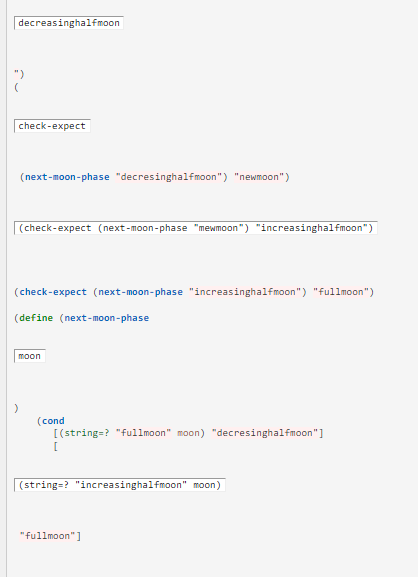 decreasinghalfmoon
")
(
check-expect
(next-moon-phase "decresinghalfmoon") "newmoon")
(check-expect (next-moon-phase "mewmoon") "increasinghalfmoon")
(check-expect (next-moon-phase "increasinghalfmoon") "fullmoon")
(define (next-moon-phase
moon
)
(cond
[(string=? "fullmoon" moon) "decresinghalfmoon"]
[
(string=? "increasinghalfmoon" moon)
"fullmoon"]